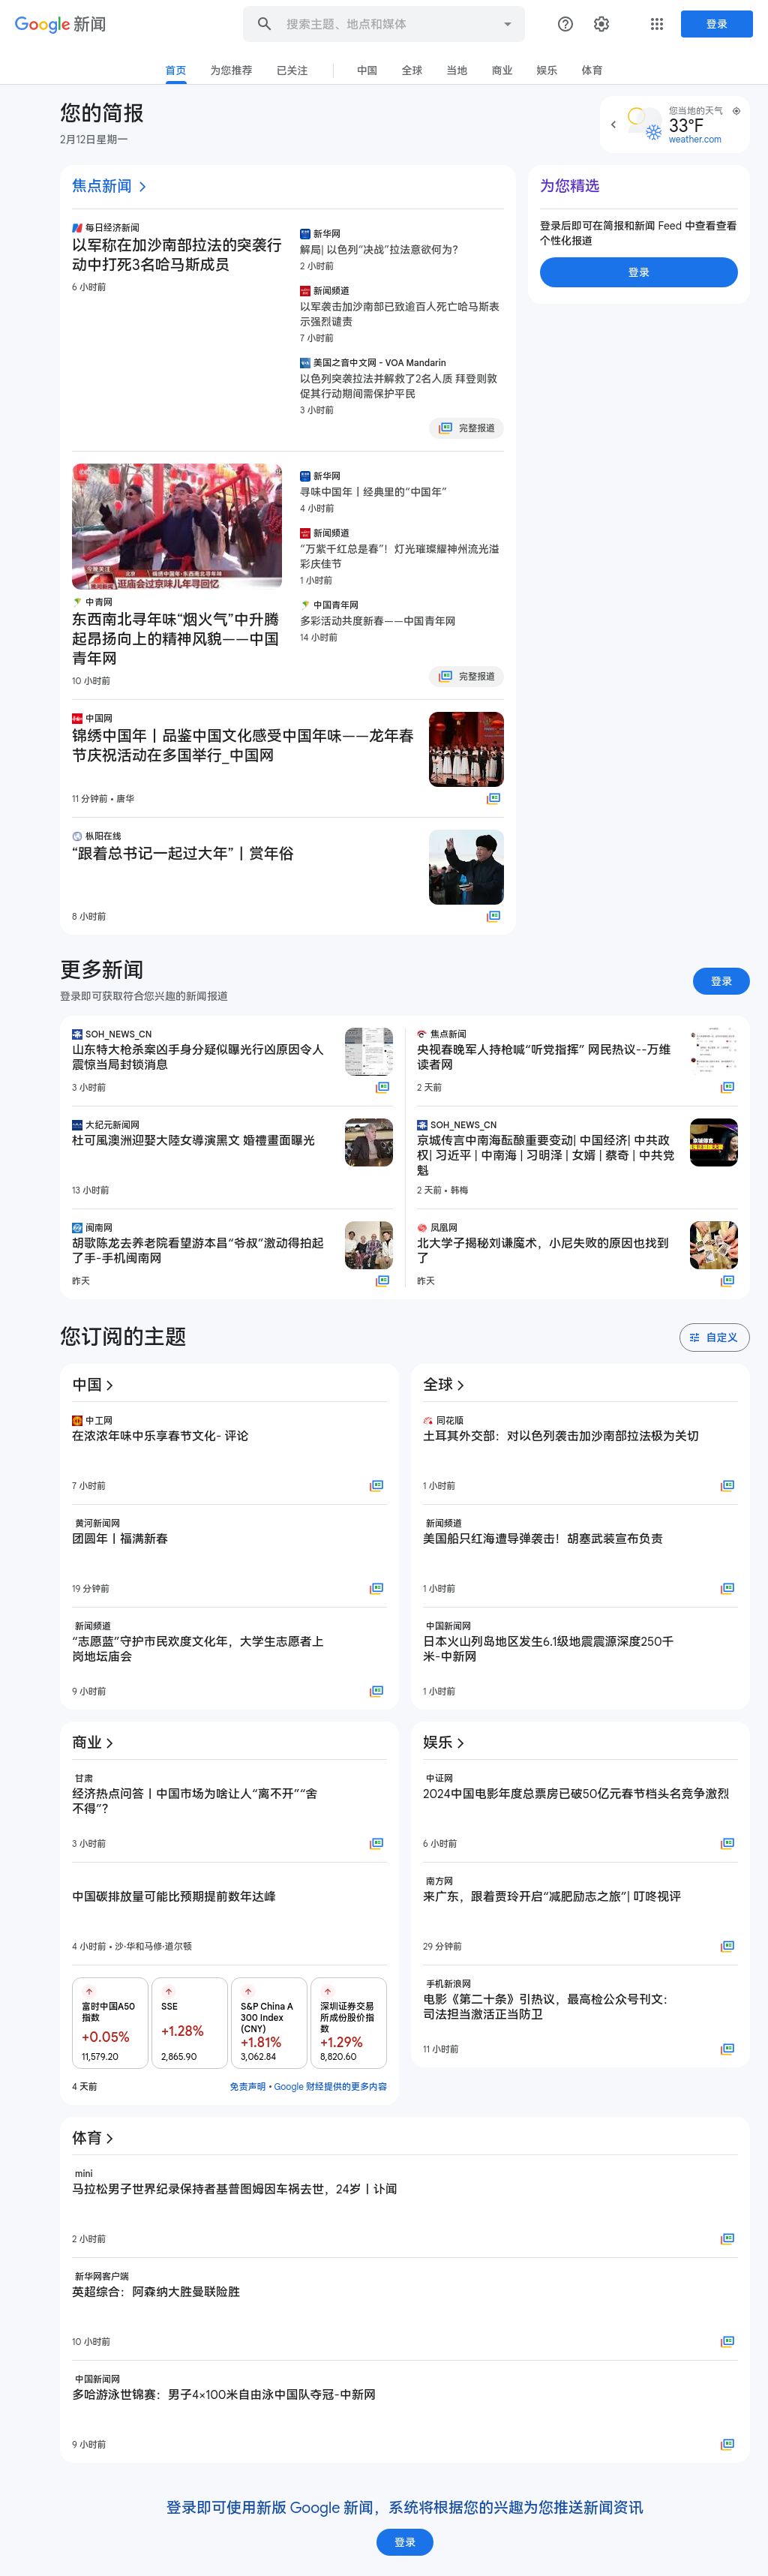 Google 新闻
搜索主题、地点和媒体
登录
首页
为您推荐
已关注
中国
全球
当地
商业
娱乐
体育
您的简报
2月12日星期一
您当地的天气
33°F
weather.com
焦点新闻
每日经济新闻
以军称在加沙南部拉法的突袭行
动中打死3名哈马斯成员
6 小时前
新华网
解局| 以色列“决战”拉法意欲何为？
2 小时前
新闻频道
以军袭击加沙南部已致逾百人死亡哈马斯表
示强烈谴责
7 小时前
美国之音中文网 - VOA Mandarin
以色列突袭拉法并解救了2名人质 拜登则敦
促其行动期间需保护平民
3 小时前
完整报道
为您精选
登录后即可在简报和新闻 Feed 中查看查看
个性化报道
登录
逛庙会过京味儿年寻回忆
中青网
东西南北寻年味“烟火气”中升腾
起昂扬向上的精神风貌——中国
青年网
10 小时前
新华网
寻味中国年丨经典里的“中国年”
4 小时前
新闻频道
“万紫千红总是春”！灯光璀璨耀神州流光溢
彩庆佳节
1 小时前
中国青年网
多彩活动共度新春——中国青年网
14 小时前
完整报道
中国网
锦绣中国年丨品鉴中国文化感受中国年味——龙年春
节庆祝活动在多国举行_中国网
11 分钟前 • 唐华
枞阳在线
“跟着总书记一起过大年”丨赏年俗
8 小时前
更多新闻
登录即可获取符合您兴趣的新闻报道
登录
SOH_NEWS_CN
山东特大枪杀案凶手身分疑似曝光行凶原因令人
震惊当局封锁消息
3 小时前
大纪元新闻网
杜可風澳洲迎娶大陸女導演黑文 婚禮畫面曝光
13 小时前
闽南网
胡歌陈龙去养老院看望游本昌“爷叔”激动得拍起
了手-手机闽南网
昨天
焦点新闻
央视春晚军人持枪喊“听党指挥” 网民热议--万维
读者网
2 天前
SOH_NEWS_CN
京城传言中南海酝酿重要变动| 中国经济| 中共政
权| 习近平 | 中南海 | 习明泽 | 女婿 | 蔡奇 | 中共党
魁
2 天前 • 韩梅
凤凰网
北大学子揭秘刘谦魔术，小尼失败的原因也找到
了
昨天
您订阅的主题
自定义
中国
中工网
在浓浓年味中乐享春节文化- 评论
7 小时前
黄河新闻网
团圆年丨福满新春
19 分钟前
新闻频道
“志愿蓝”守护市民欢度文化年，大学生志愿者上
岗地坛庙会
9 小时前
全球
同花顺
土耳其外交部：对以色列袭击加沙南部拉法极为关切
1 小时前
新闻频道
美国船只红海遭导弹袭击！胡塞武装宣布负责
1 小时前
中国新闻网
日本火山列岛地区发生6.1级地震震源深度250千
米-中新网
1 小时前
商业
甘肃
经济热点问答丨中国市场为啥让人“离不开”“舍
不得”？
3 小时前
中国碳排放量可能比预期提前数年达峰
4 小时前 • 沙·华和马修·道尔顿
富时中国A50
指数
+0.05%
11,579.20
SSE
+1.28%
2,865.90
S&P China A
300 Index
(CNY)
+1.81%
3,062.84
深圳证券交易
所成份股价指
数
+1.29%
8,820.60
4 天前
免责声明 • Google 财经提供的更多内容
娱乐
中证网
2024中国电影年度总票房已破50亿元春节档头名竞争激烈
6 小时前
南方网
来广东，跟着贾玲开启“减肥励志之旅”| 叮咚视评
29 分钟前
手机新浪网
电影《第二十条》引热议，最高检公众号刊文：
司法担当激活正当防卫
11 小时前
体育
mini
马拉松男子世界纪录保持者基普图姆因车祸去世，24岁丨讣闻
2 小时前
新华网客户端
英超综合：阿森纳大胜曼联险胜
10 小时前
中国新闻网
多哈游泳世锦赛：男子4×100米自由泳中国队夺冠-中新网
9 小时前
登录即可使用新版 Google 新闻，系统将根据您的兴趣为您推送新闻资讯
登录